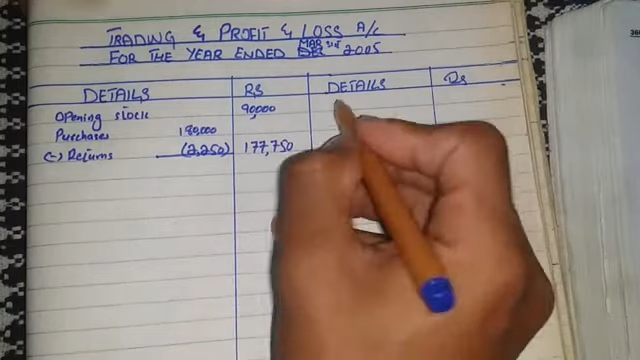 TRADING & PROFIT & LOSS A/C
FOR THE YEAR ENDED MAR 31st 2005
DETAILS RS DETAILS Rs
Opening stock 90,000
Purchases 180,000
(-) Returns (2,250) 177,750